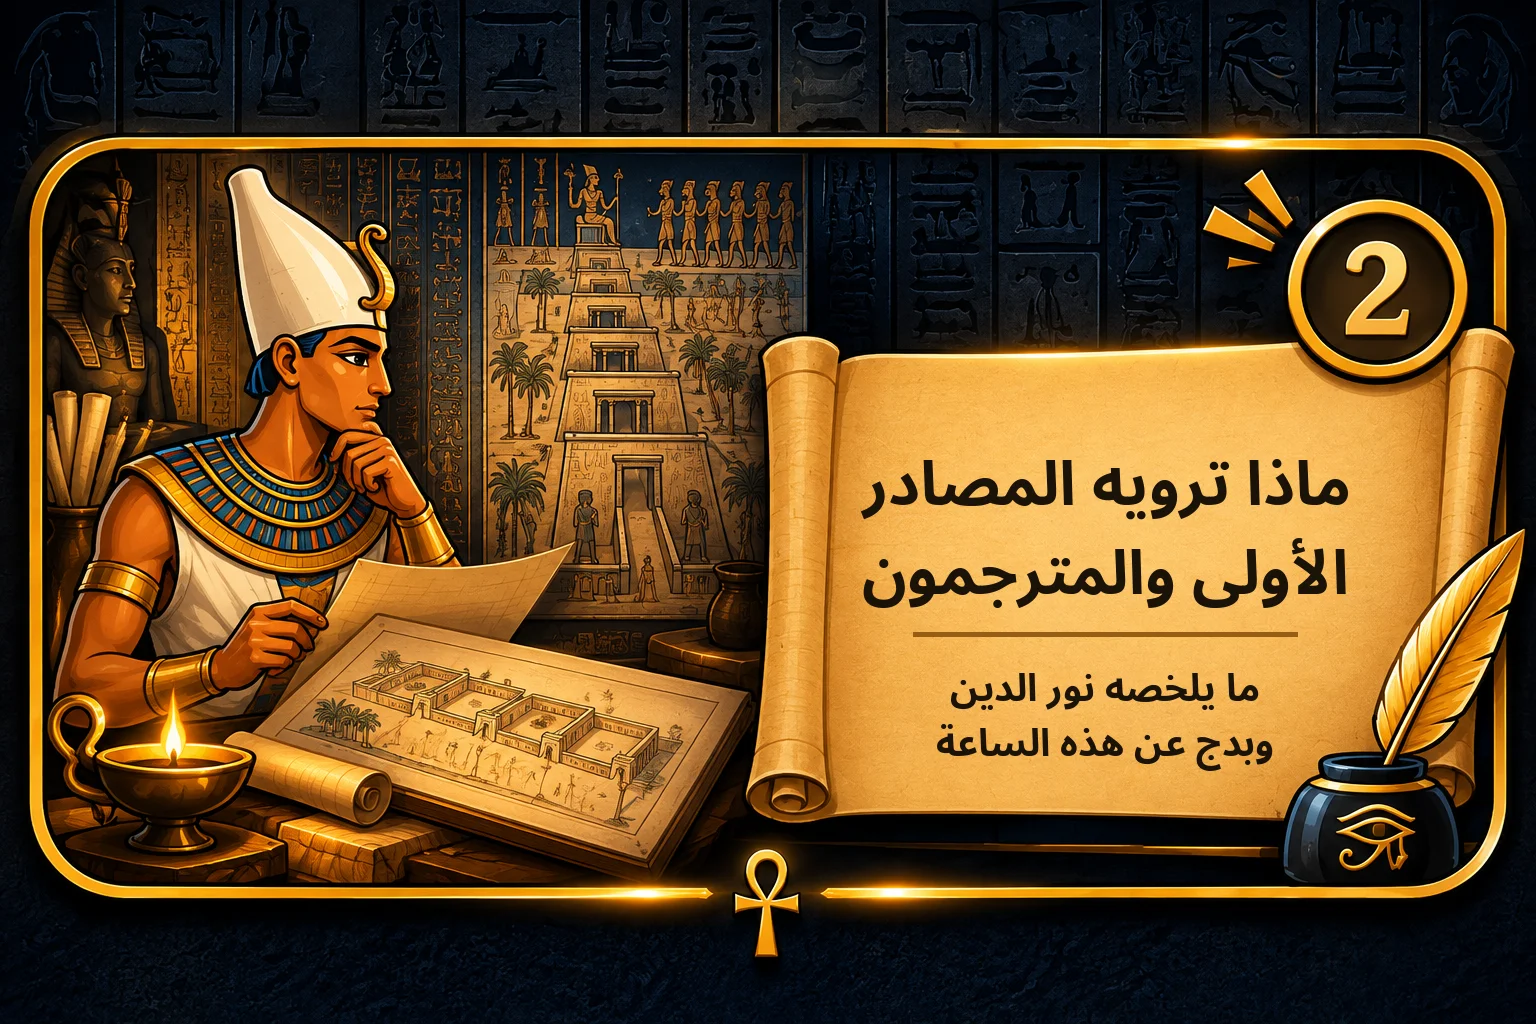 2
ماذا ترويه المصادر
الأولى والمترجمون
ما يلخصه نور الدين
وبدج عن هذه الساعة